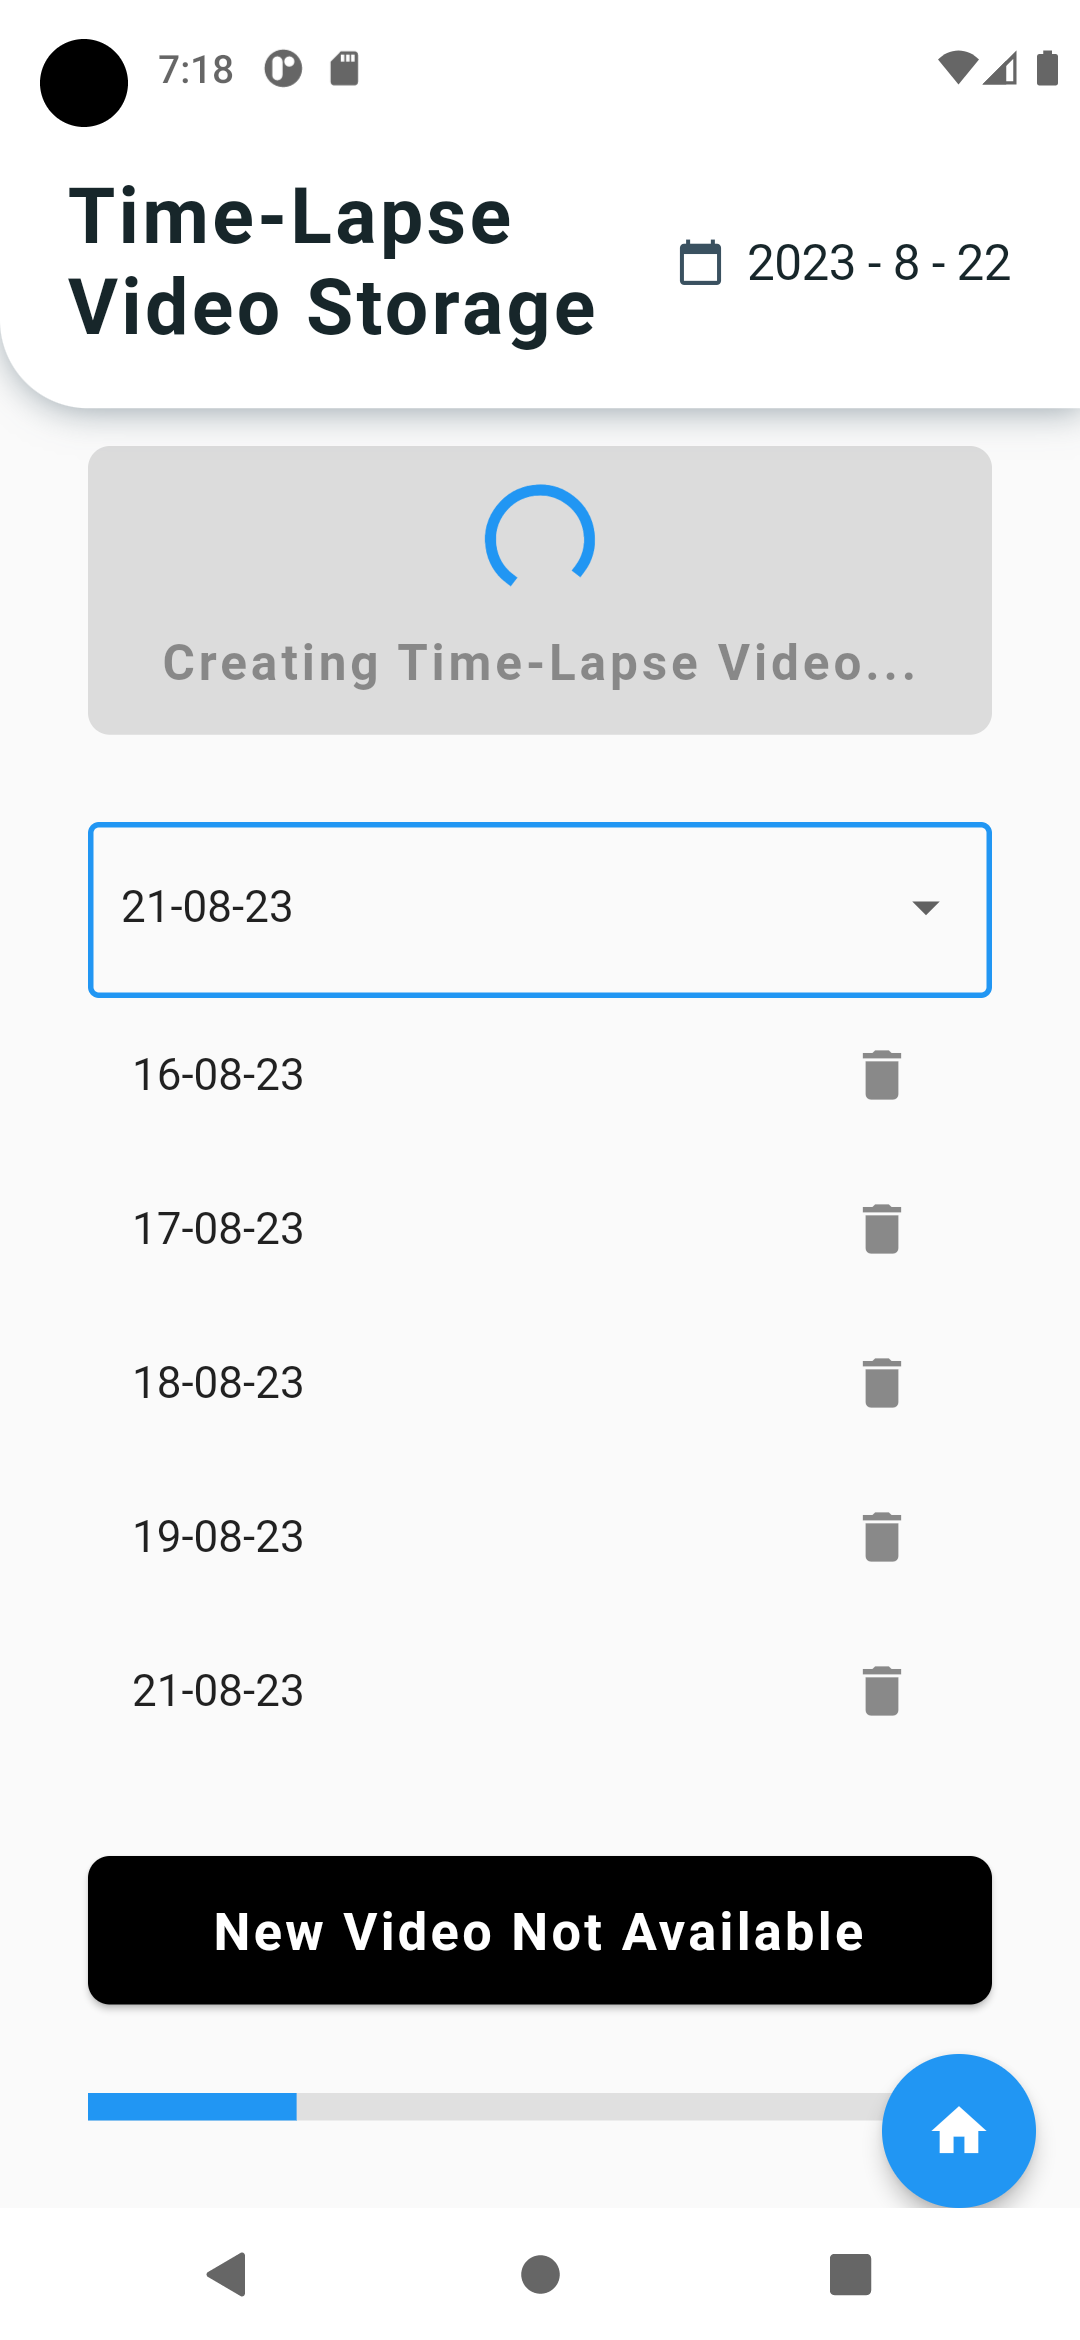 7:18
Time-Lapse
Video Storage
2023 - 8 - 22
Creating Time-Lapse Video...
21-08-23
16-08-23
17-08-23
18-08-23
19-08-23
21-08-23
New Video Not Available